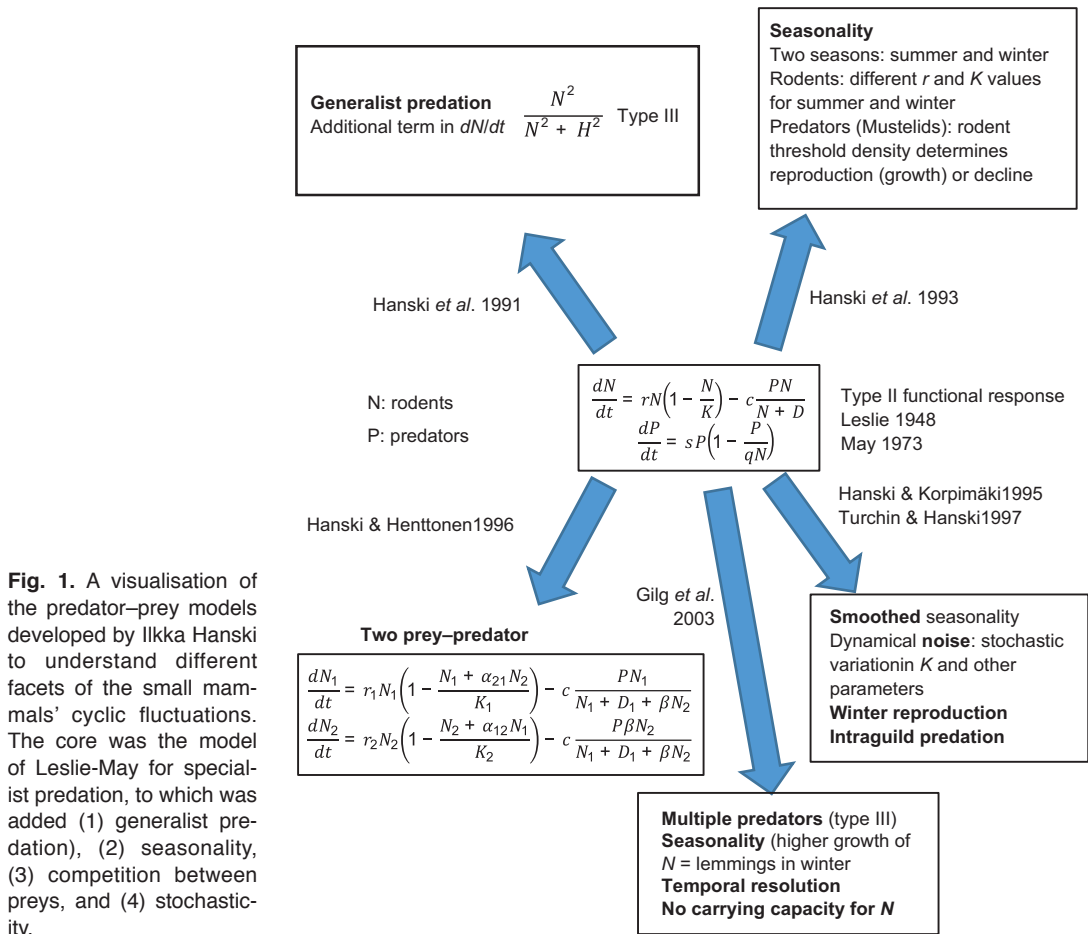 Generalist predation
Additional term in dN/dt N² / (N² + H²) Type III
Seasonality
Two seasons: summer and winter
Rodents: different r and K values
for summer and winter
Predators (Mustelids): rodent
threshold density determines
reproduction (growth) or decline
Hanski et al. 1991
Hanski et al. 1993
N: rodents
P: predators
dN/dt = rN(1 − N/K) − c PN/(N + D)
dP/dt = sP(1 − P/qN)
Type II functional response
Leslie 1948
May 1973
Hanski & Henttonen1996
Hanski & Korpimäki1995
Turchin & Hanski1997
Gilg et al.
2003
Two prey–predator
dN₁/dt = r₁N₁(1 − (N₁ + α₂₁N₂)/K₁) − c PN₁/(N₁ + D₁ + βN₂)
dN₂/dt = r₂N₂(1 − (N₂ + α₁₂N₁)/K₂) − c PβN₂/(N₁ + D₁ + βN₂)
Smoothed seasonality
Dynamical noise: stochastic
variationin K and other
parameters
Winter reproduction
Intraguild predation
Multiple predators (type III)
Seasonality (higher growth of
N = lemmings in winter
Temporal resolution
No carrying capacity for N
Fig. 1. A visualisation of
the predator–prey models
developed by Ilkka Hanski
to understand different
facets of the small mam-
mals' cyclic fluctuations.
The core was the model
of Leslie-May for special-
ist predation, to which was
added (1) generalist pre-
dation), (2) seasonality,
(3) competition between
preys, and (4) stochastic-
ity.